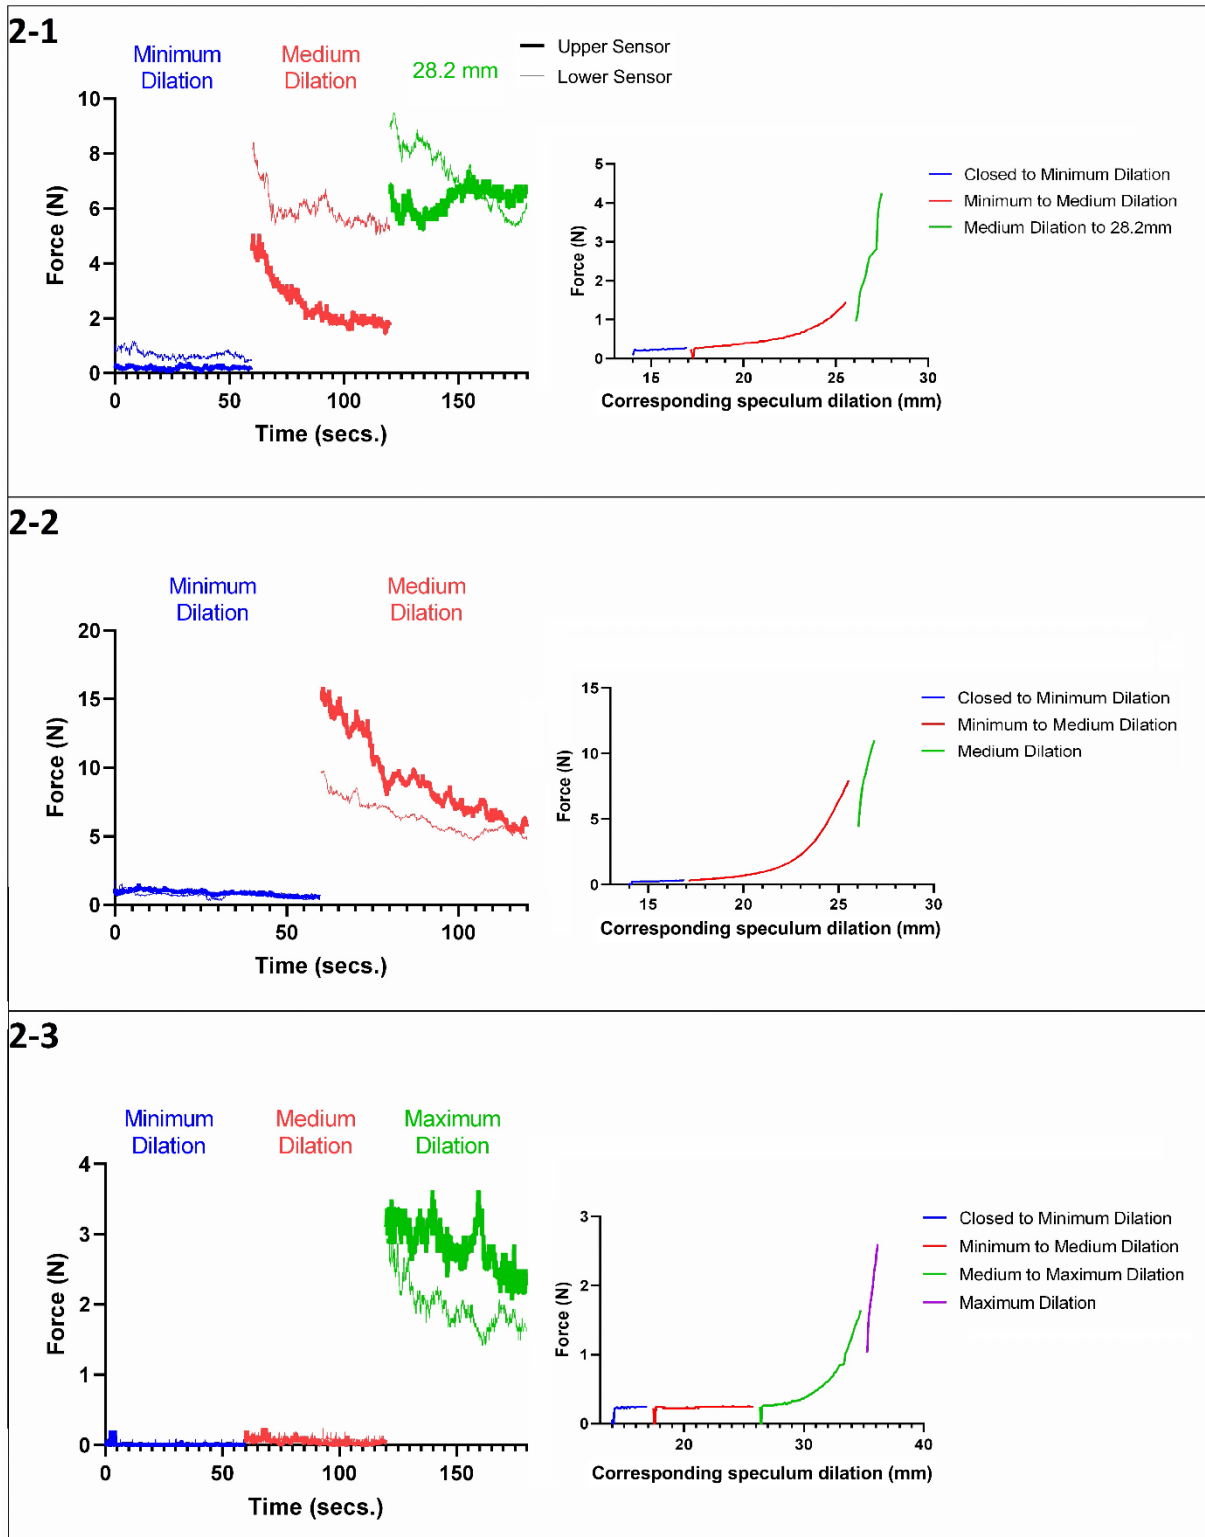 2-1
Minimum
Dilation
Medium
Dilation
28.2 mm
Upper Sensor
Lower Sensor
10
8
6
4
2
0
Force (N)
0 50 100 150
Time (secs.)
5
4
3
2
1
0
Force (N)
15 20 25 30
Corresponding speculum dilation (mm)
Closed to Minimum Dilation
Minimum to Medium Dilation
Medium Dilation to 28.2mm
2-2
Minimum
Dilation
Medium
Dilation
20
15
10
5
0
Force (N)
0 50 100
Time (secs.)
15
10
5
0
Force (N)
15 20 25 30
Corresponding speculum dilation (mm)
Closed to Minimum Dilation
Minimum to Medium Dilation
Medium Dilation
2-3
Minimum
Dilation
Medium
Dilation
Maximum
Dilation
4
3
2
1
0
Force (N)
0 50 100 150
Time (secs.)
3
2
1
0
Force (N)
20 30 40
Corresponding speculum dilation (mm)
Closed to Minimum Dilation
Minimum to Medium Dilation
Medium to Maximum Dilation
Maximum Dilation